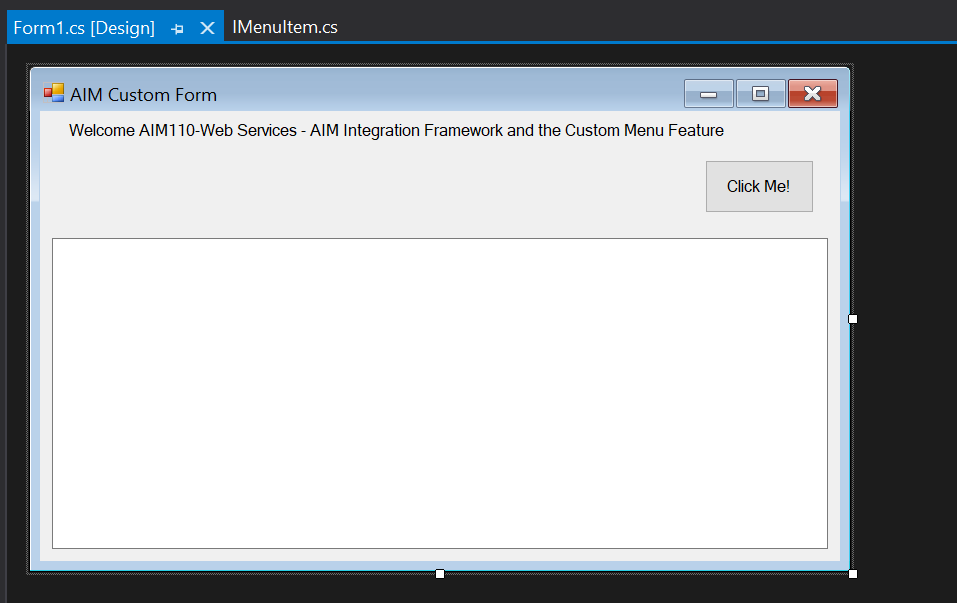 Form1.cs [Design]
IMenuItem.cs
AIM Custom Form
Welcome AIM110-Web Services - AIM Integration Framework and the Custom Menu Feature
Click Me!